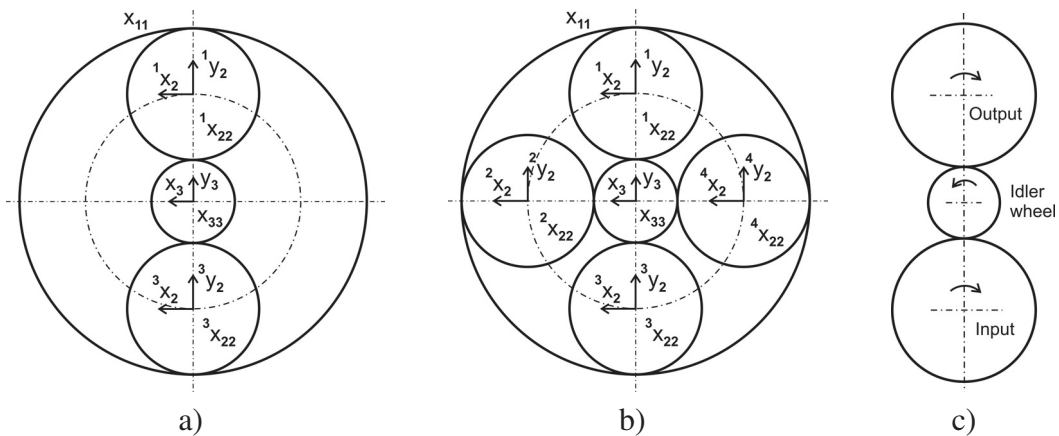 x₁₁
¹x₂ ¹y₂
¹x₂₂
x₃ y₃
x₃₃
³x₂ ³y₂
³x₂₂
a)
x₁₁
¹x₂ ¹y₂
¹x₂₂
²x₂ ²y₂
²x₂₂
x₃ y₃
x₃₃
⁴x₂ ⁴y₂
⁴x₂₂
³x₂ ³y₂
³x₂₂
b)
Output
Idler
wheel
Input
c)